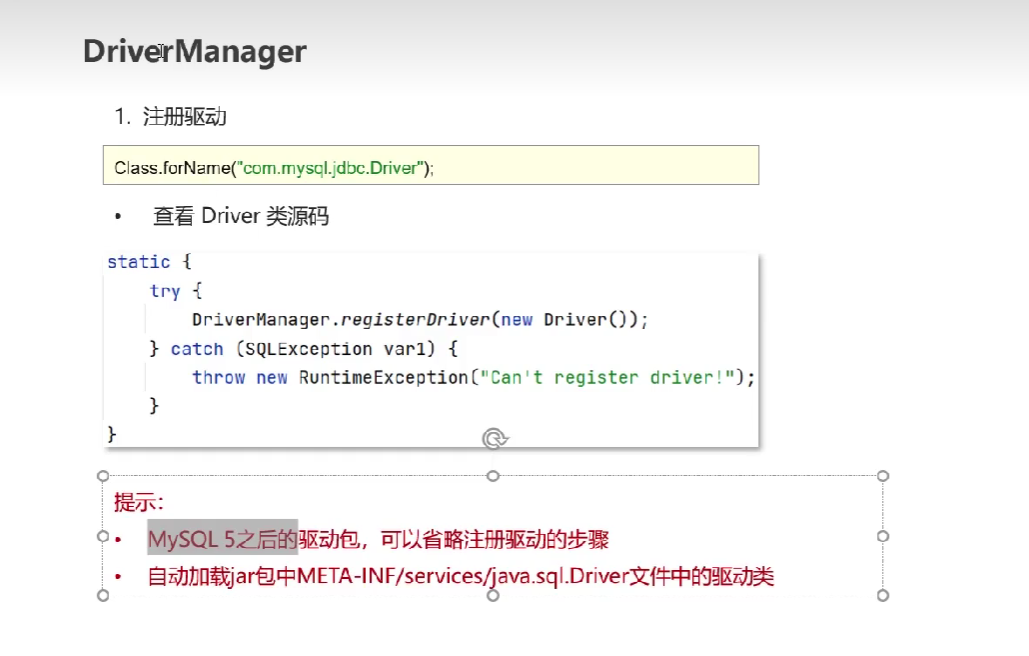 DriverManager
1. 注册驱动
Class.forName("com.mysql.jdbc.Driver");
• 查看 Driver 类源码
static {
try {
DriverManager.registerDriver(new Driver());
} catch (SQLException var1) {
throw new RuntimeException("Can't register driver!");
}
}
提示：
• MySQL 5之后的驱动包，可以省略注册驱动的步骤
• 自动加载jar包中META-INF/services/java.sql.Driver文件中的驱动类